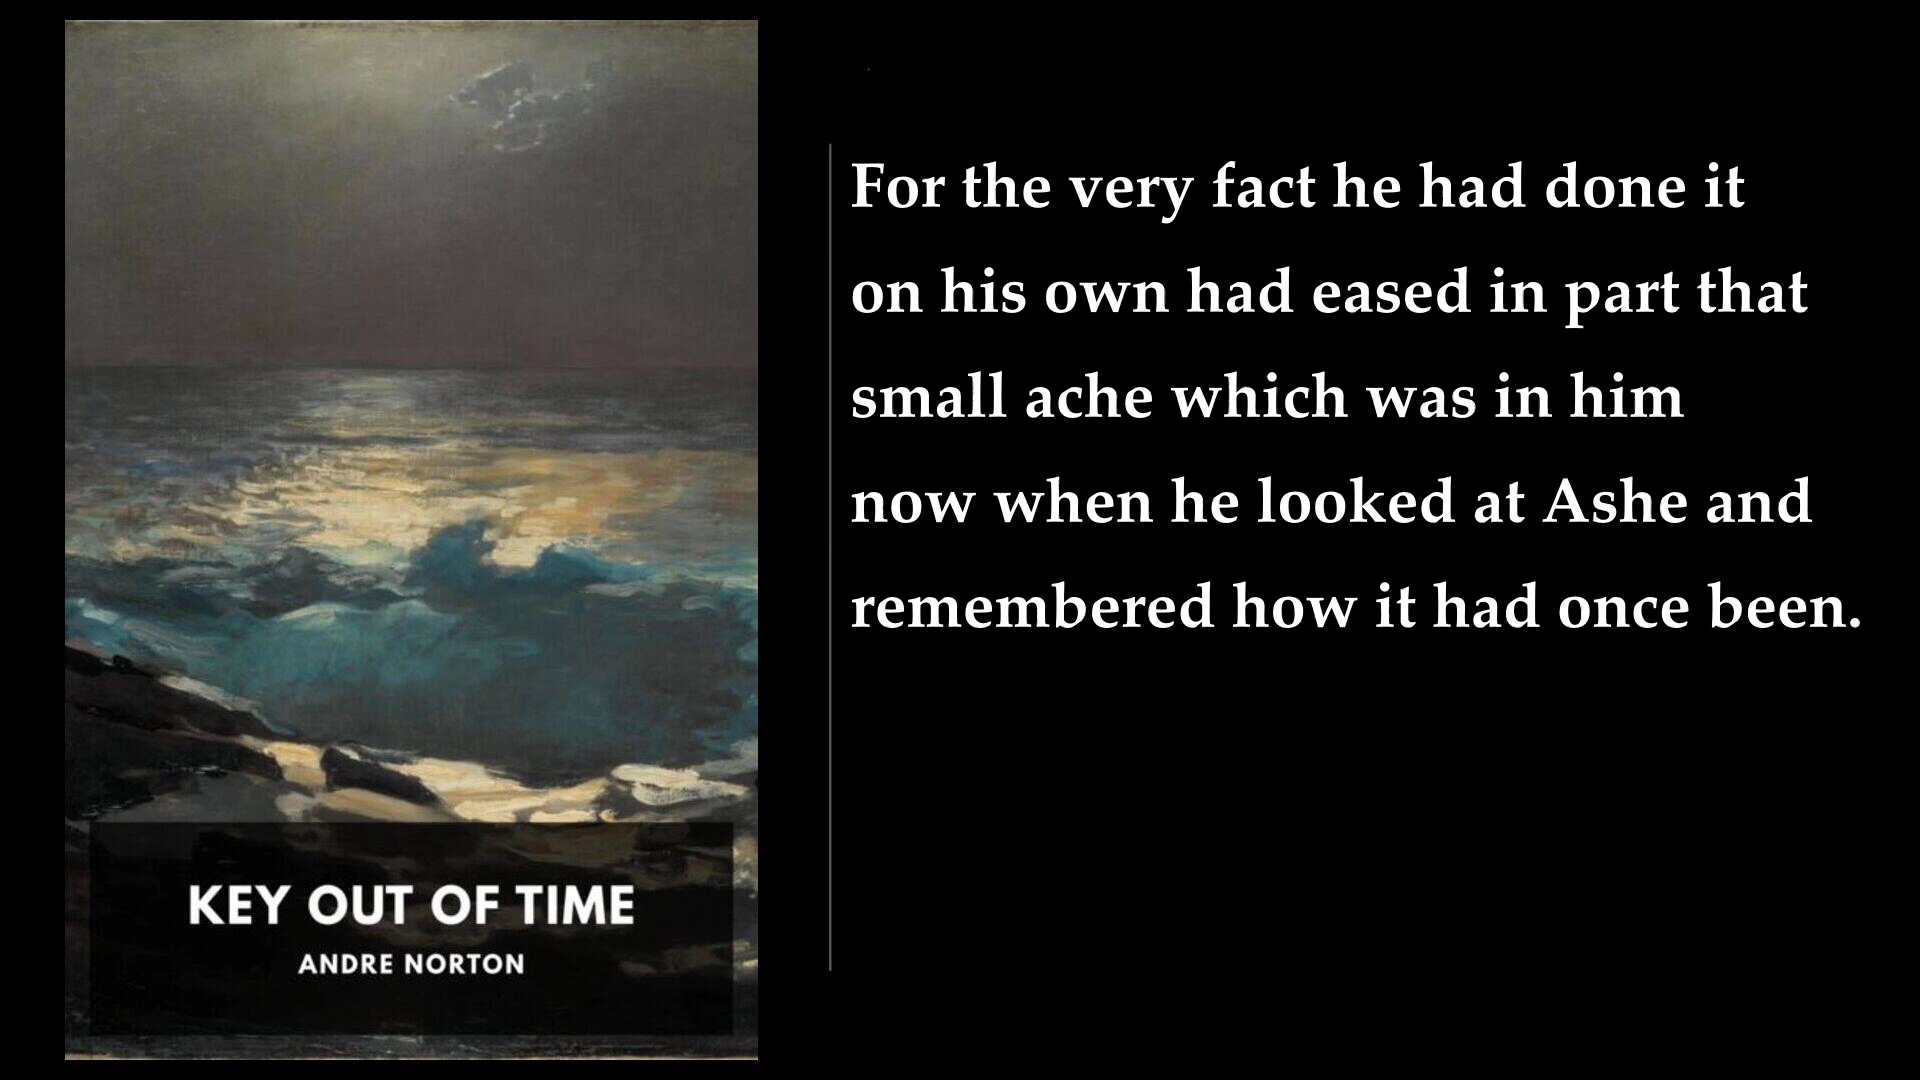 KEY OUT OF TIME
ANDRE NORTON
For the very fact he had done it
on his own had eased in part that
small ache which was in him
now when he looked at Ashe and
remembered how it had once been.